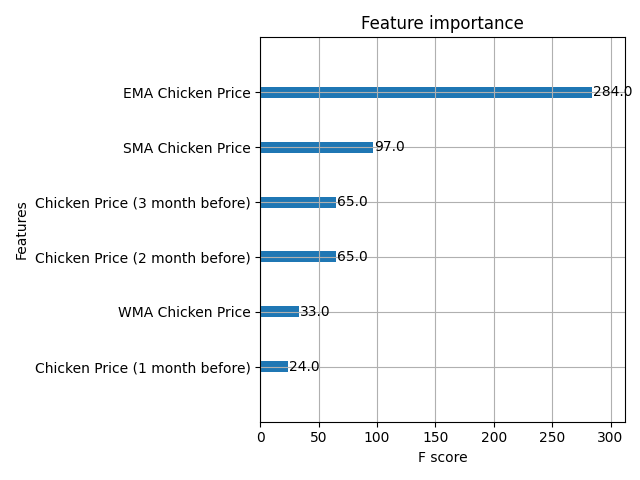 Feature importance
Features
EMA Chicken Price
284.0
SMA Chicken Price
97.0
Chicken Price (3 month before)
65.0
Chicken Price (2 month before)
65.0
WMA Chicken Price
33.0
Chicken Price (1 month before)
24.0
0 50 100 150 200 250 300
F score